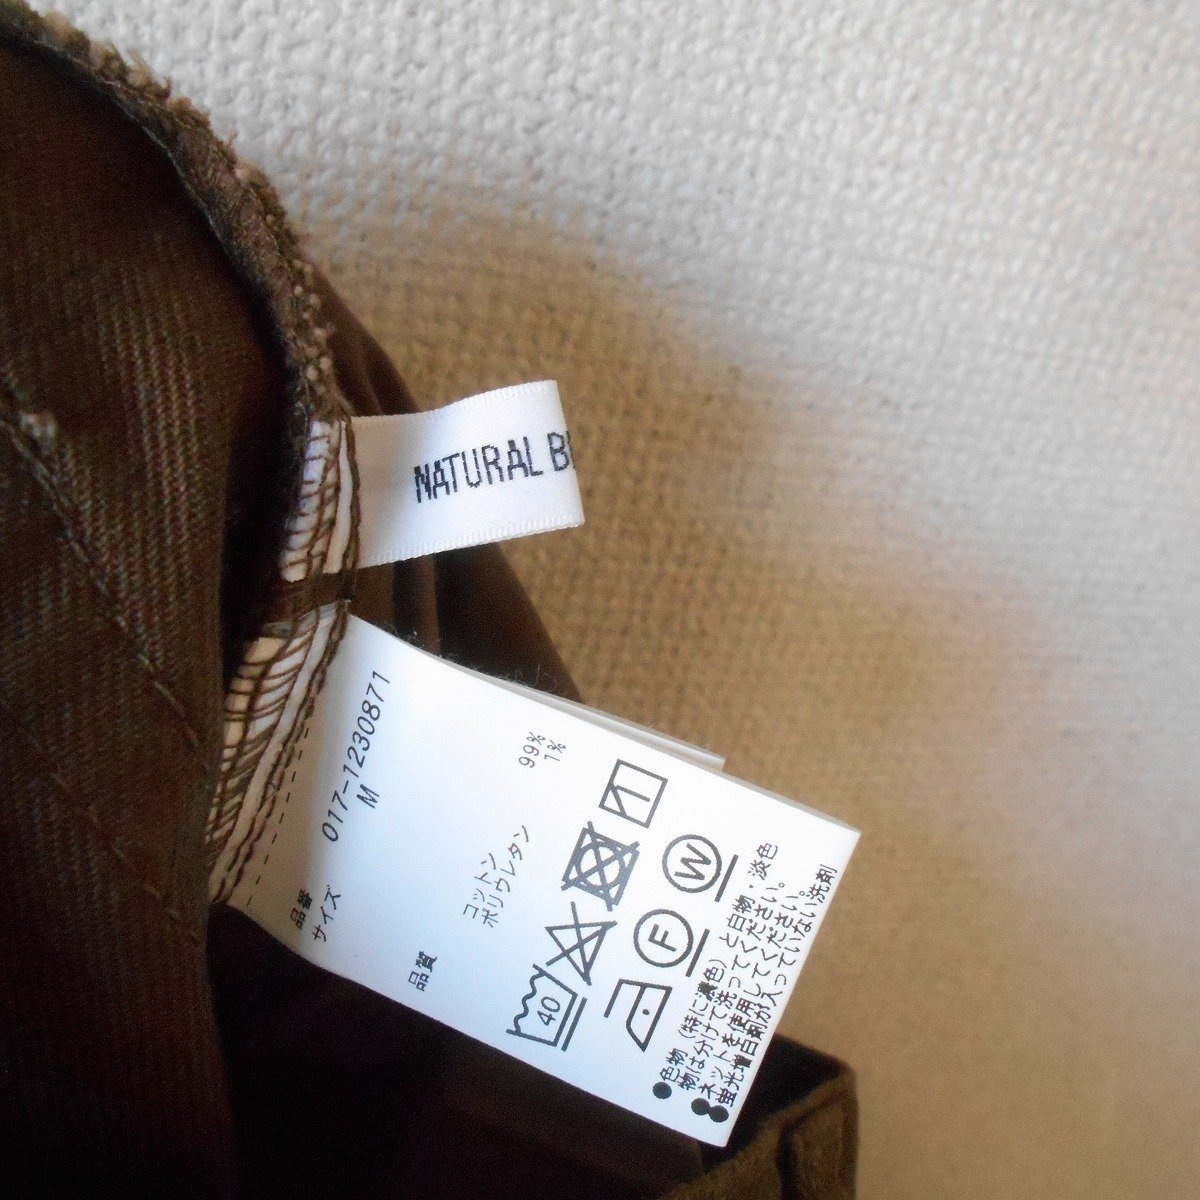 NATURAL B
品番 017-1230871
サイズ M
品質 コットン 99%
ポリウレタン 1%
40
F
W
●色物(特に濃色)と白物・淡色
物は分けて洗ってください。
●ネットを使用してください。
●蛍光増白剤が入っていない洗剤